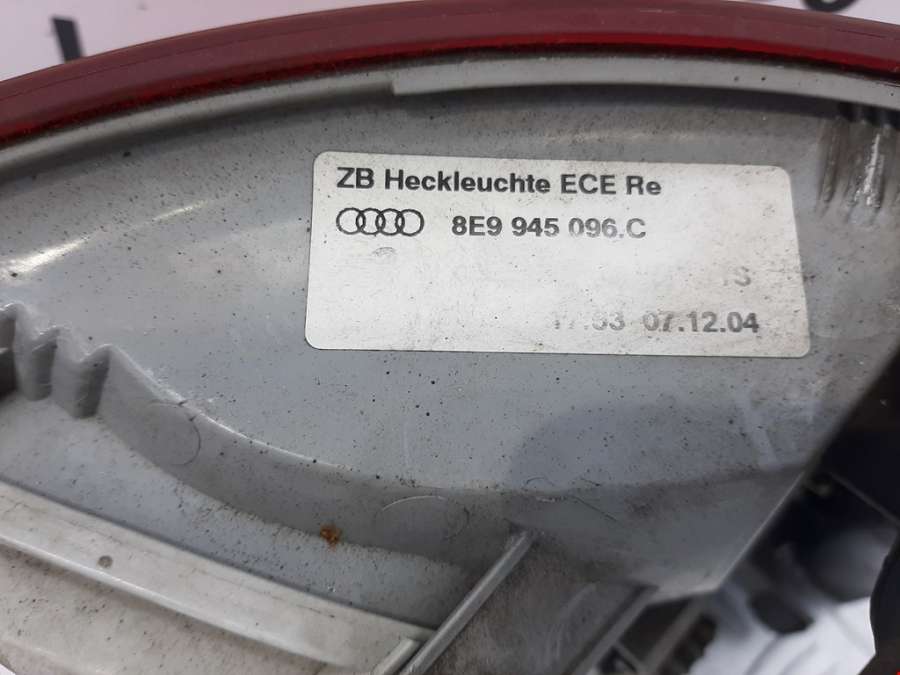 ZB Heckleuchte ECE Re
8E9 945 096.C
07.12.04